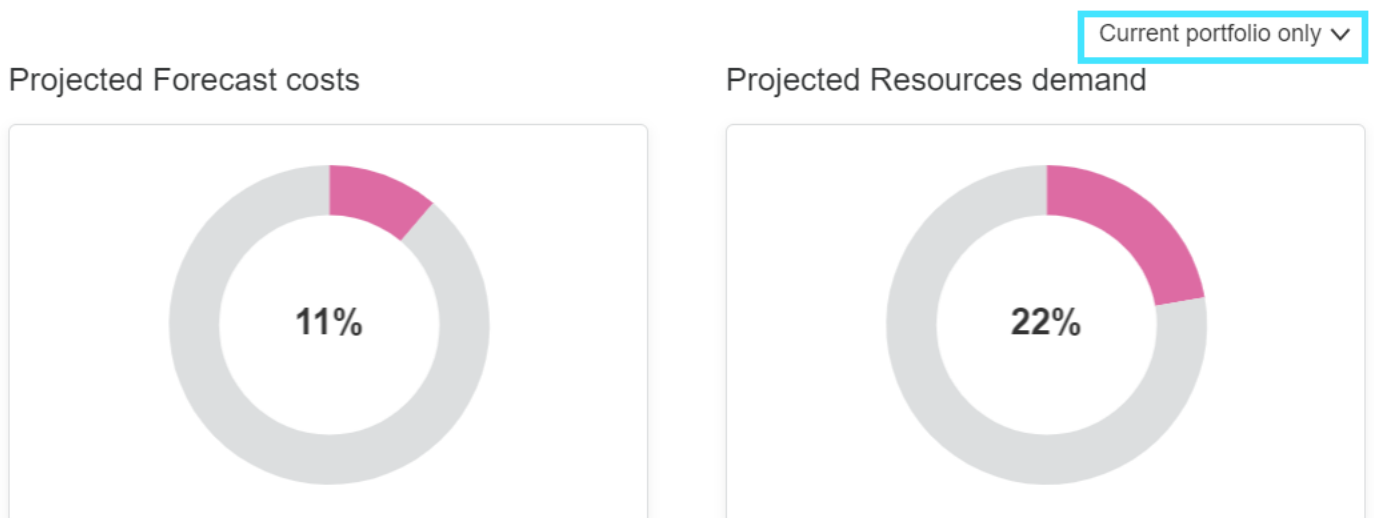 Current portfolio only
Projected Forecast costs
Projected Resources demand
11%
22%